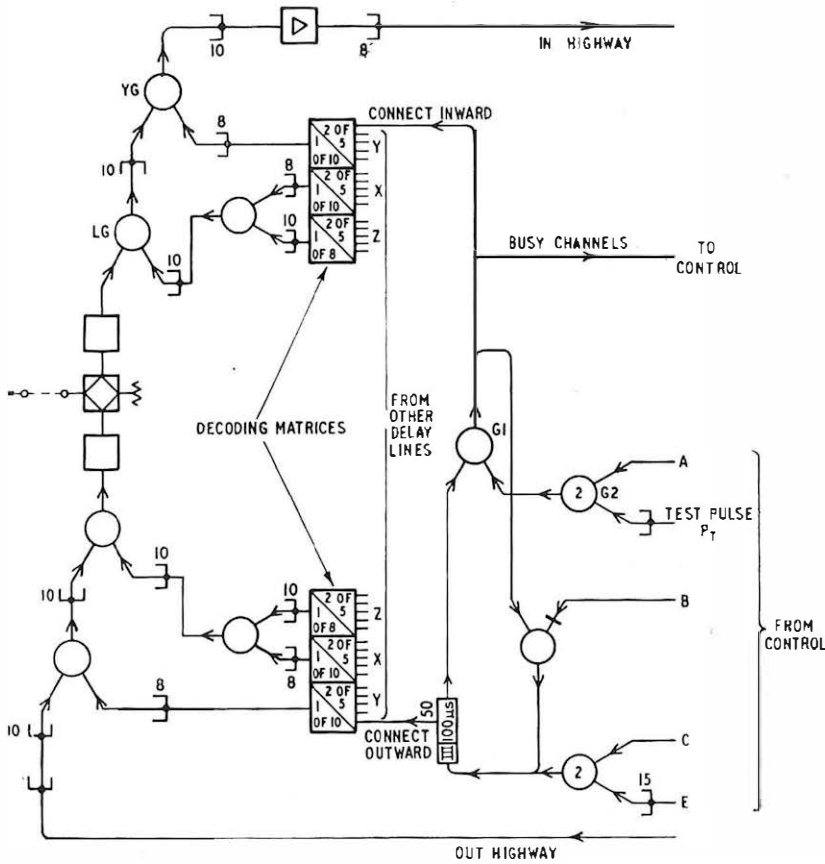 10
8
IN HIGHWAY
YG
CONNECT INWARD
8
2 OF
5
1
OF 10
Y
10
8
2 OF
5
1
OF 10
X
LG
10
2 OF
5
1
OF 8
Z
10
BUSY CHANNELS
TO
CONTROL
FROM
OTHER
DELAY
LINES
DECODING MATRICES
G1
A
2
G2
TEST PULSE
PT
10
B
10
10
2 OF
5
1
OF 8
Z
FROM
CONTROL
8
2 OF
5
1
OF 10
X
8
2 OF
5
1
OF 10
Y
50
100µs
CONNECT
OUTWARD
10
C
2
15
E
OUT HIGHWAY